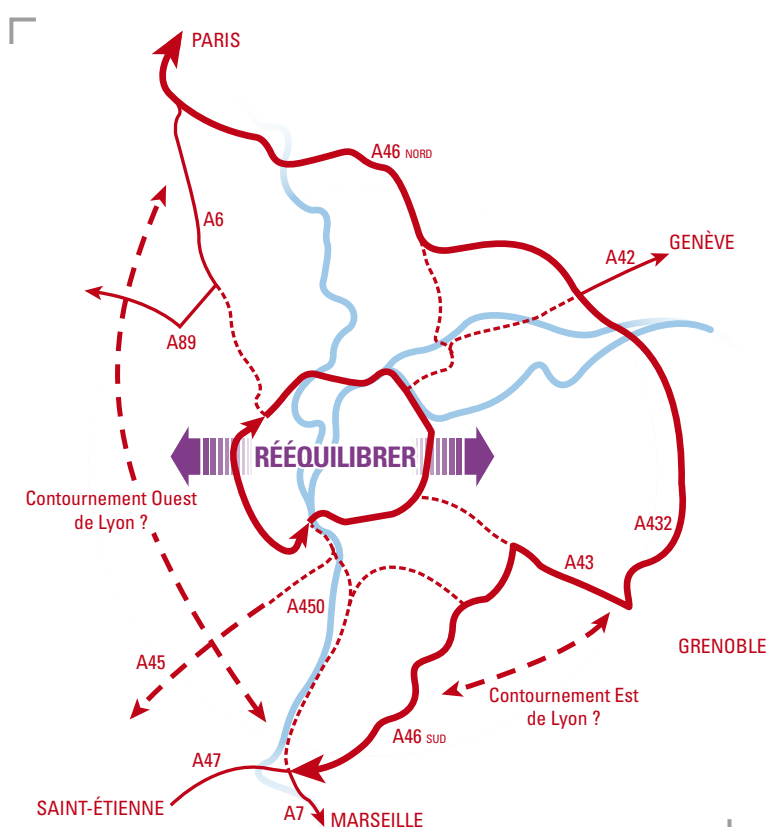 PARIS
A46 NORD
A6
GENÈVE
A42
A89
RÉÉQUILIBRER
Contournement Ouest
de Lyon ?
A432
A43
A450
GRENOBLE
A45
Contournement Est
de Lyon ?
A46 SUD
A47
SAINT-ÉTIENNE
A7
MARSEILLE